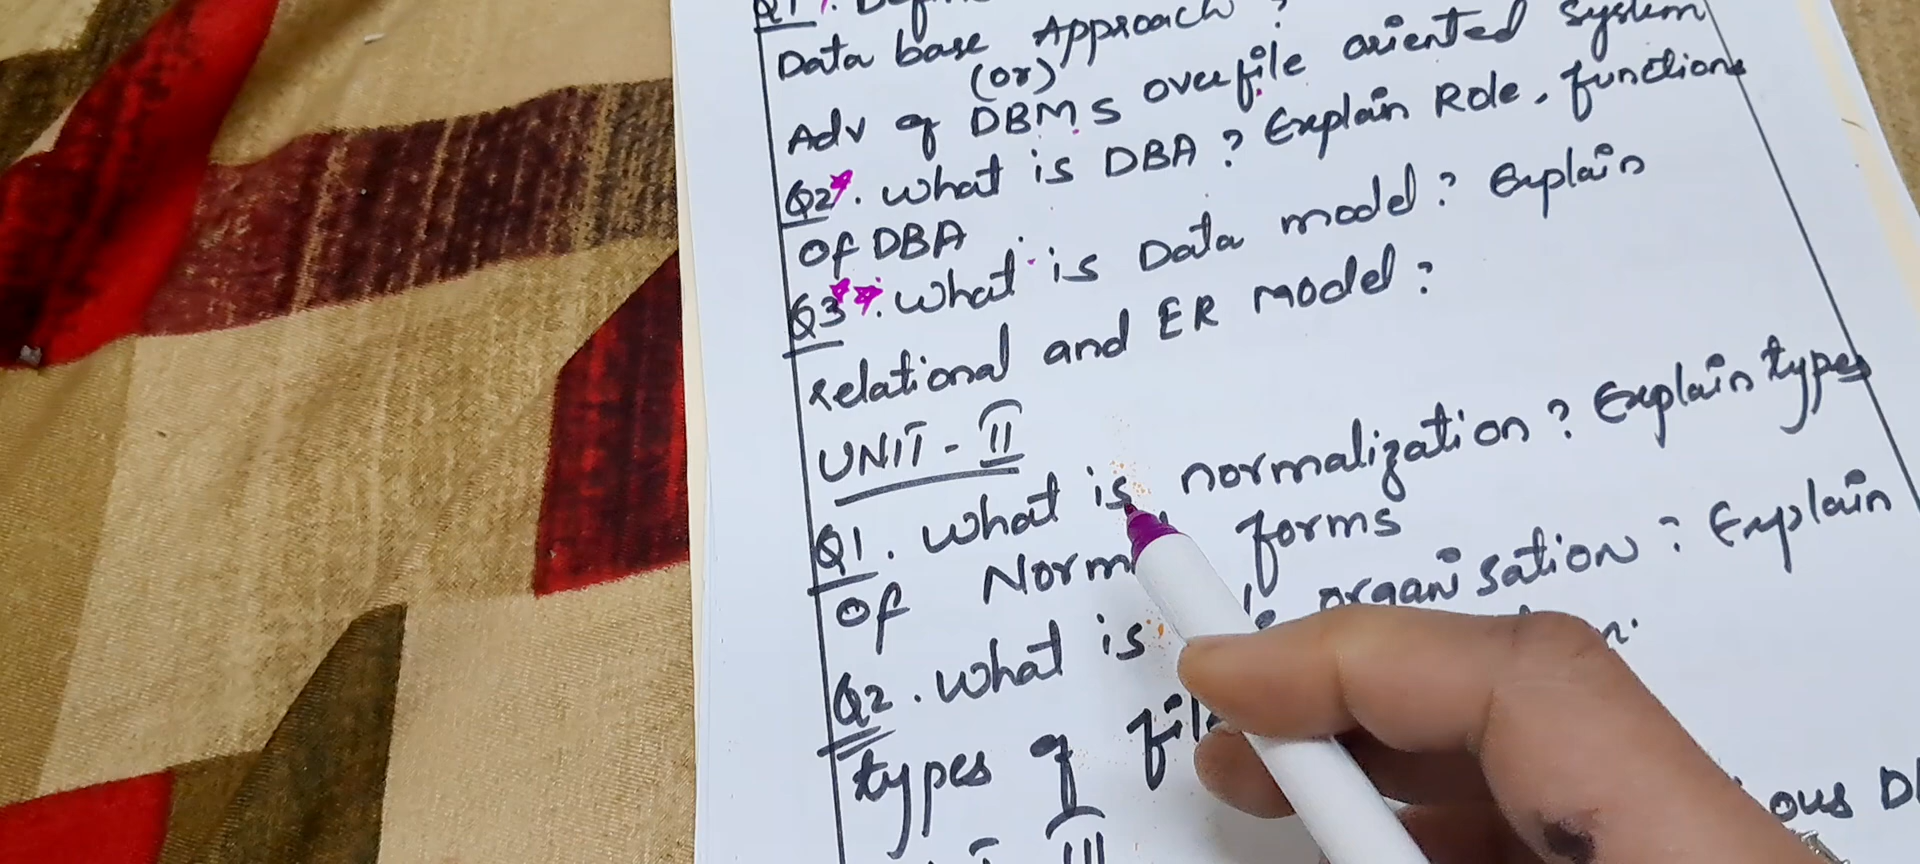 Q1.
Data base Approach?
(or)
Adv of DBMS over file oriented System
Q2. What is DBA? Explain Role, functions
Of DBA
Q3. What is Data model? Explain
relational and ER Model?
UNIT - II
Q1. What is normalization? Explain types
Of forms
Q2. What is organisation? Explain
types of
III